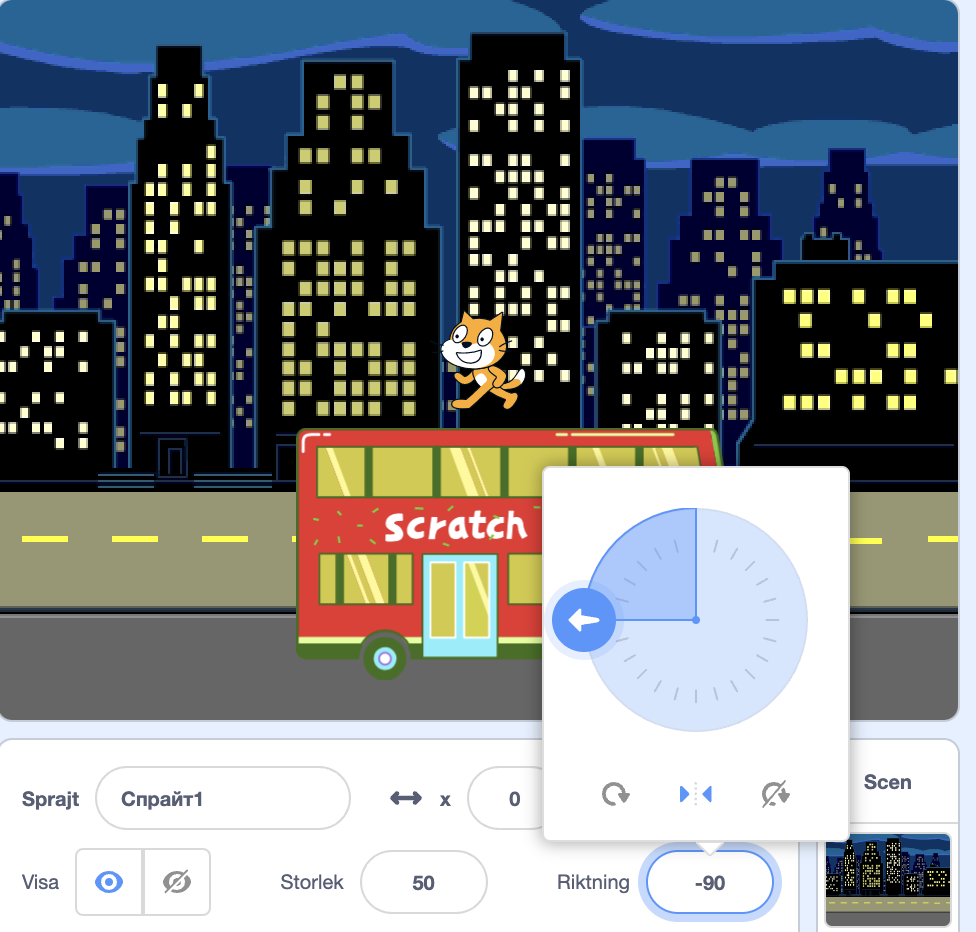 Scratch
Sprajt Спрайт1 x 0
Scen
Visa Storlek 50 Riktning -90